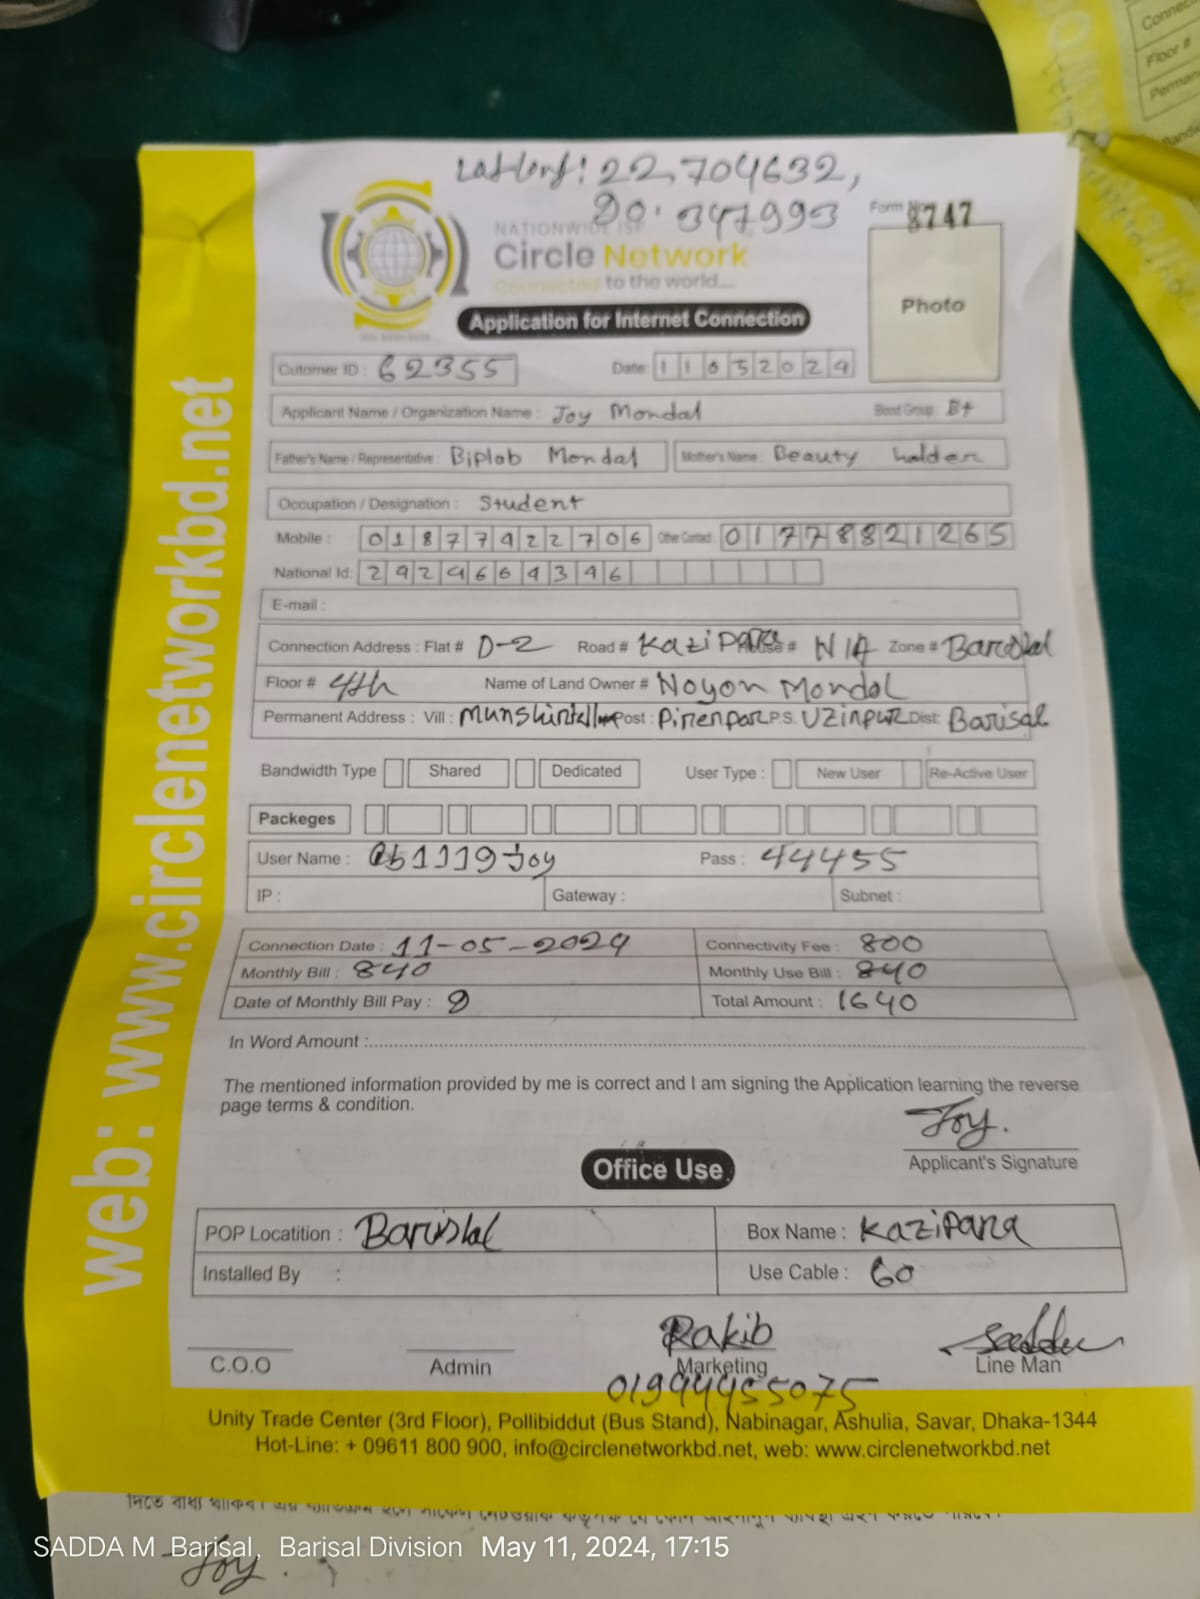 Lat Long: 22.704632,
90.347993
Form No 8747
NATIONWIDE ISP
Circle Network
Connected to the world....
Photo
Application for Internet Connection
Cutomer ID : 62355 Date: 11052024
Applicant Name / Organization Name : Joy Mondal Blood Group : B+
Father's Name / Representitive : Biplob Mondal Mother's Name : Beauty halder
Occupation / Designation : Student
Mobile : 01877922706 Other Contact : 01778821265
National Id:
E-mail :
Connection Address : Flat # D-2 Road # Kazi Para House # N/A Zone # Barishal
Floor # 4th Name of Land Owner # Noyon Mondol
Permanent Address : Vill : Post : P.S. Uzirpur Dist: Barisal
Bandwidth Type Shared Dedicated User Type : New User Re-Active User
Packeges
User Name : Pass : 44455
IP : Gateway : Subnet :
Connection Date : 11-05-2024 Connectivity Fee : 800
Monthly Bill : 840 Monthly Use Bill : 840
Date of Monthly Bill Pay : Total Amount : 1640
In Word Amount :
The mentioned information provided by me is correct and I am signing the Application learning the reverse
page terms & condition.
Joy.
Applicant's Signature
Office Use
POP Locatition : Barishal Box Name : Kazipara
Installed By : Use Cable : 60
Rakib
C.O.O Admin Marketing Line Man
Unity Trade Center (3rd Floor), Pollibiddut (Bus Stand), Nabinagar, Ashulia, Savar, Dhaka-1344
Hot-Line: + 09611 800 900, info@circlenetworkbd.net, web: www.circlenetworkbd.net
web: www.circlenetworkbd.net
SADDA M Barisal, Barisal Division May 11, 2024, 17:15
Joy.